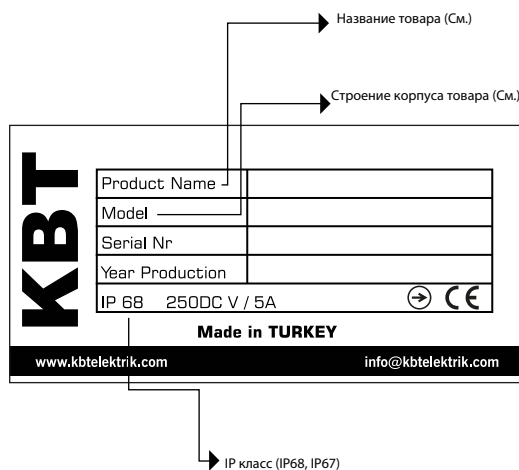 Название товара (См.)
Строение корпуса товара (См.)
KBT
Product Name
Model
Serial Nr
Year Production
IP 68 250DC V / 5A CE
Made in TURKEY
www.kbtelektrik.com info@kbtelektrik.com
IP класс (IP68, IP67)